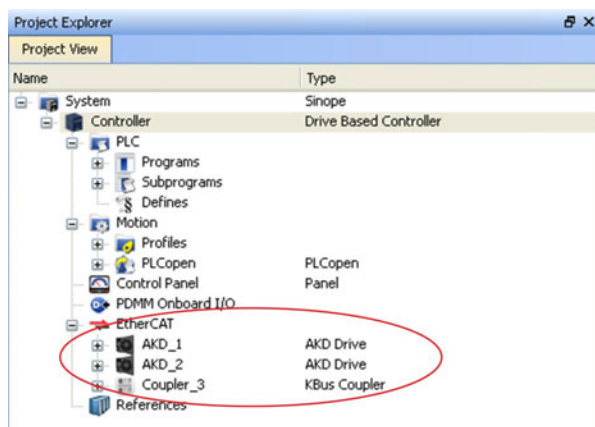 Project Explorer
Project View
Name Type
System Sinope
Controller Drive Based Controller
PLC
Programs
Subprograms
Defines
Motion
Profiles
PLCopen PLCopen
Control Panel Panel
PDMM Onboard I/O
EtherCAT
AKD_1 AKD Drive
AKD_2 AKD Drive
Coupler_3 KBus Coupler
References